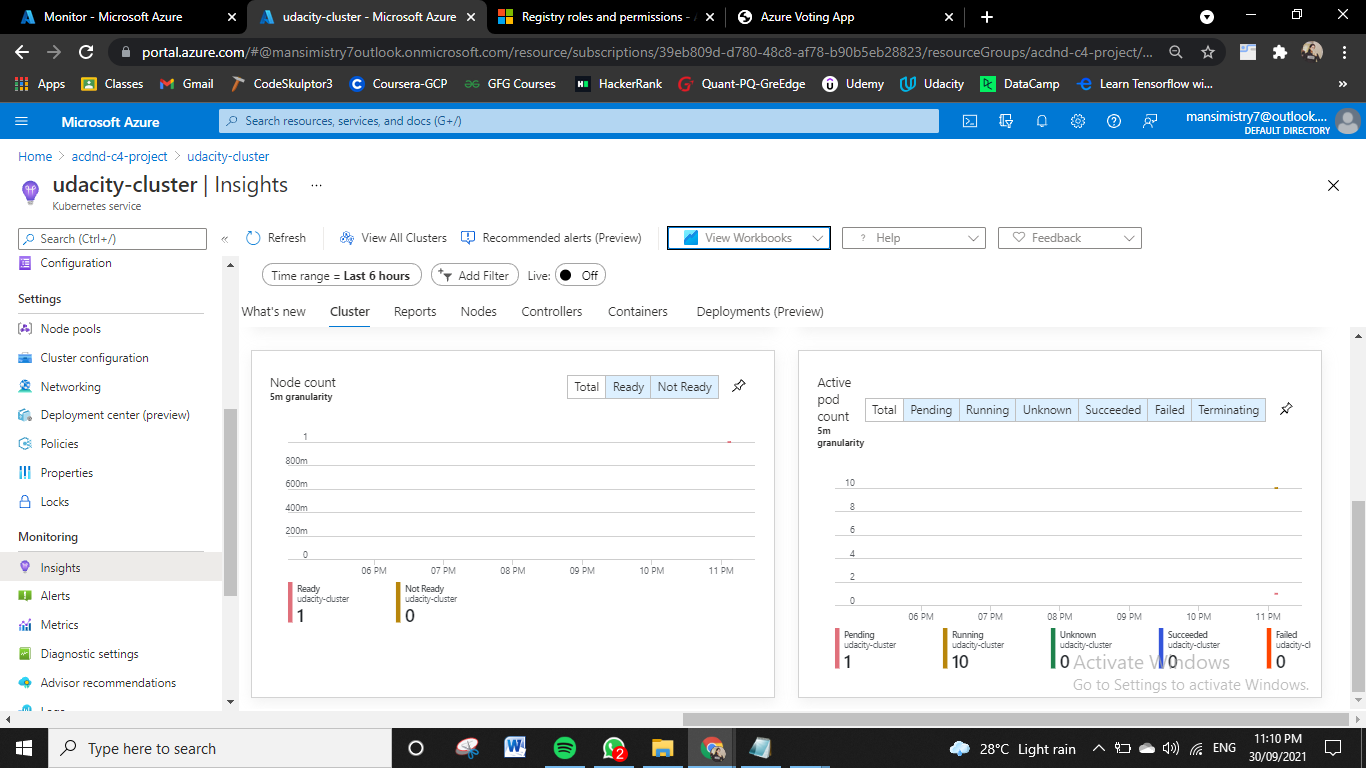 Monitor - Microsoft Azure
udacity-cluster - Microsoft Azure
Registry roles and permissions -
Azure Voting App
portal.azure.com/#@mansimistry7outlook.onmicrosoft.com/resource/subscriptions/39eb809d-d780-48c8-af78-b90b5eb28823/resourceGroups/acdnd-c4-project/...
Apps
Classes
Gmail
CodeSkulptor3
Coursera-GCP
GFG Courses
HackerRank
Quant-PQ-GreEdge
Udemy
Udacity
DataCamp
Learn Tensorflow wi...
Microsoft Azure
Search resources, services, and docs (G+/)
mansimistry7@outlook....
DEFAULT DIRECTORY
Home > acdnd-c4-project > udacity-cluster
udacity-cluster | Insights ...
Kubernetes service
Search (Ctrl+/)
«
Configuration
Settings
Node pools
Cluster configuration
Networking
Deployment center (preview)
Policies
Properties
Locks
Monitoring
Insights
Alerts
Metrics
Diagnostic settings
Advisor recommendations
Logs
Refresh
View All Clusters
Recommended alerts (Preview)
View Workbooks
? Help
Feedback
Time range = Last 6 hours
Add Filter
Live: Off
What's new
Cluster
Reports
Nodes
Controllers
Containers
Deployments (Preview)
Node count
5m granularity
Total Ready Not Ready
1
800m
600m
400m
200m
0
06 PM 07 PM 08 PM 09 PM 10 PM 11 PM
Ready
udacity-cluster
1
Not Ready
udacity-cluster
0
Active
pod
count
5m
granularity
Total Pending Running Unknown Succeeded Failed Terminating
10
8
6
4
2
0
06 PM 07 PM 08 PM 09 PM 10 PM 11 PM
Pending
udacity-cluster
1
Running
udacity-cluster
10
Unknown
udacity-cluster
0
Succeeded
udacity-cluster
0
Failed
udacity-cl
0
Activate Windows
Go to Settings to activate Windows.
Type here to search
W
2
28°C Light rain
ENG
11:10 PM
30/09/2021